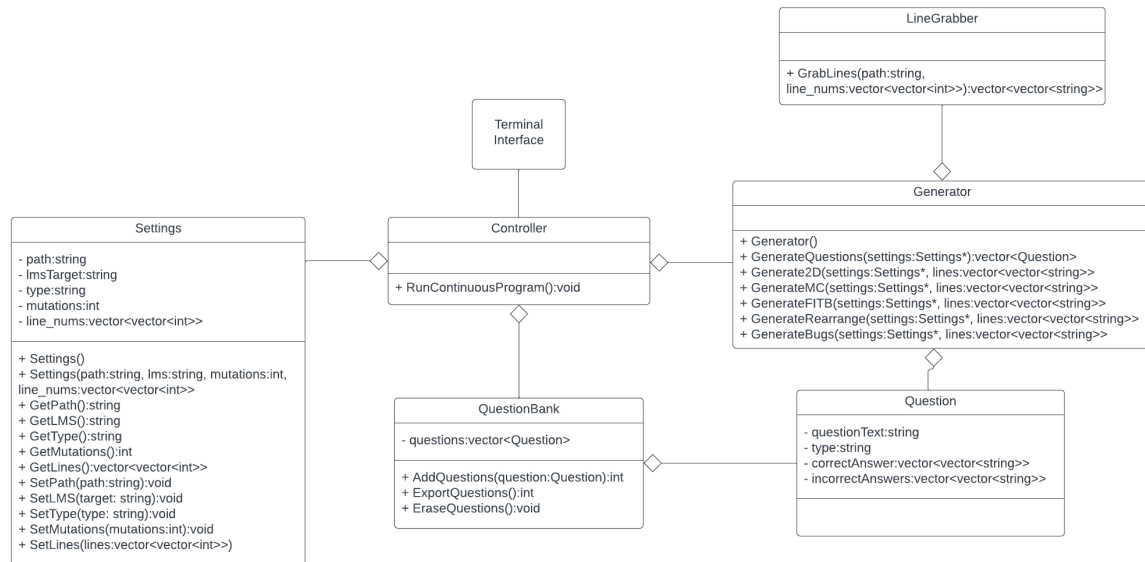 LineGrabber
+ GrabLines(path:string,
line_nums:vector<vector<int>>):vector<vector<string>>
Terminal
Interface
Generator
+ Generator()
+ GenerateQuestions(settings:Settings*):vector<Question>
+ Generate2D(settings:Settings*, lines:vector<vector<string>>)
+ GenerateMC(settings:Settings*, lines:vector<vector<string>>)
+ GenerateFITB(settings:Settings*, lines:vector<vector<string>>)
+ GenerateRearrange(settings:Settings*, lines:vector<vector<string>>)
+ GenerateBugs(settings:Settings*, lines:vector<vector<string>>)
Settings
- path:string
- lmsTarget:string
- type:string
- mutations:int
- line_nums:vector<vector<int>>
+ Settings()
+ Settings(path:string, lms:string, mutations:int,
line_nums:vector<vector<int>>
+ GetPath():string
+ GetLMS():string
+ GetType():string
+ GetMutations():int
+ GetLines():vector<vector<int>>
+ SetPath(path:string):void
+ SetLMS(target: string):void
+ SetType(type: string):void
+ SetMutations(mutations:int):void
+ SetLines(lines:vector<vector<int>>)
Controller
+ RunContinuousProgram():void
QuestionBank
- questions:vector<Question>
+ AddQuestions(question:Question):int
+ ExportQuestions():int
+ EraseQuestions():void
Question
- questionText:string
- type:string
- correctAnswer:vector<vector<string>>
- incorrectAnswers:vector<vector<string>>